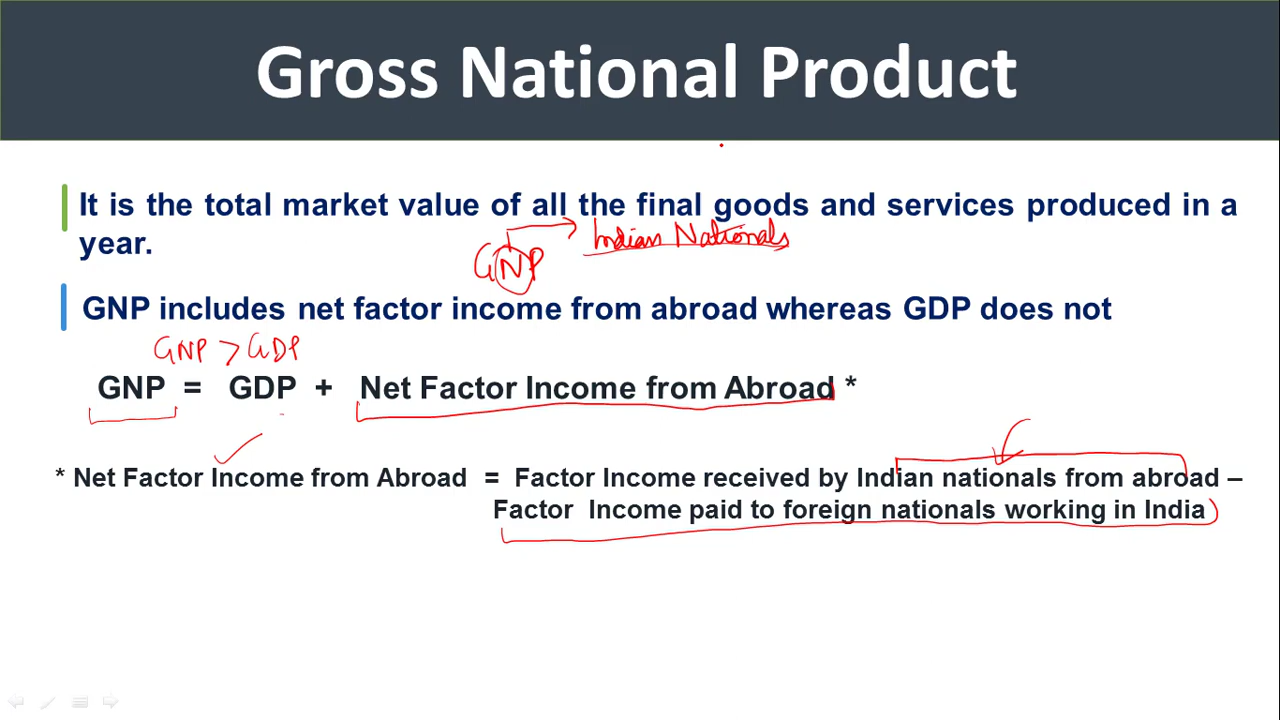 Gross National Product
It is the total market value of all the final goods and services produced in a
year.
Indian Nationals
GNP
GNP includes net factor income from abroad whereas GDP does not
GNP > GDP
GNP = GDP + Net Factor Income from Abroad *
* Net Factor Income from Abroad = Factor Income received by Indian nationals from abroad –
Factor Income paid to foreign nationals working in India